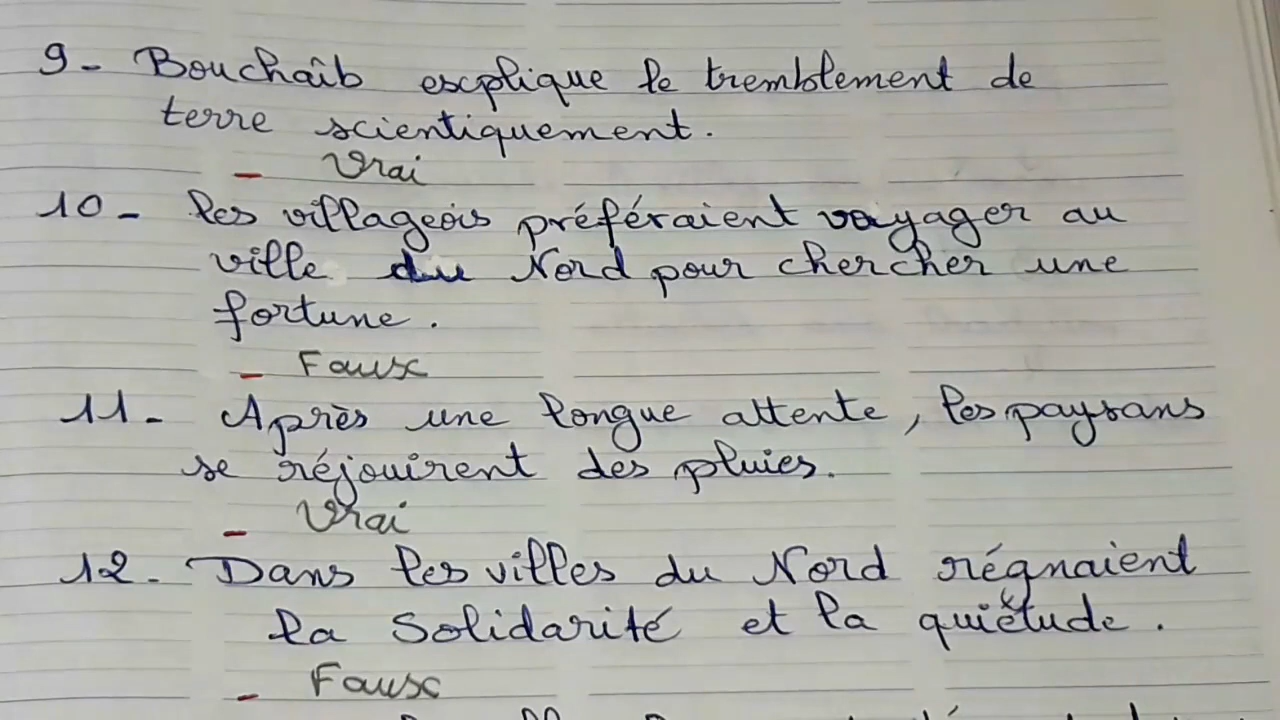 9- Bouchaîb explique le tremblement de
terre scientiquement.
- Vrai
10- les villageois préféraient voyager au
ville du Nord pour chercher une
fortune.
- Faux
11- Après une longue attente, les paysans
se réjouirent des pluies.
- Vrai
12- Dans les villes du Nord régnaient
la solidarité et la quiétude.
- Faux